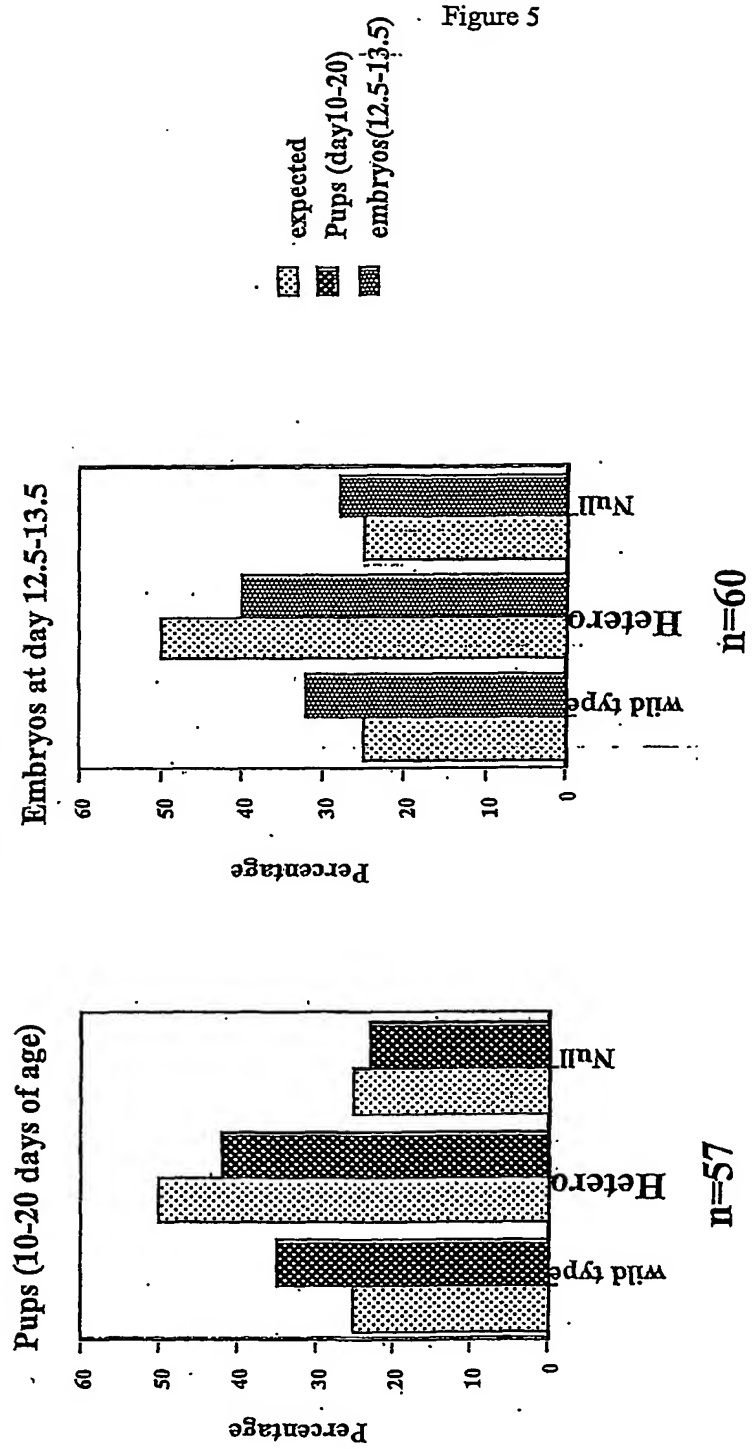 Figure 5
Pups (10-20 days of age)
Percentage
60
50
40
30
20
10
0
wild type
Hetero
Null
n=57
Embryos at day 12.5-13.5
Percentage
60
50
40
30
20
10
0
wild type
Hetero
Null
n=60
expected
Pups (day10-20)
embryos(12.5-13.5)